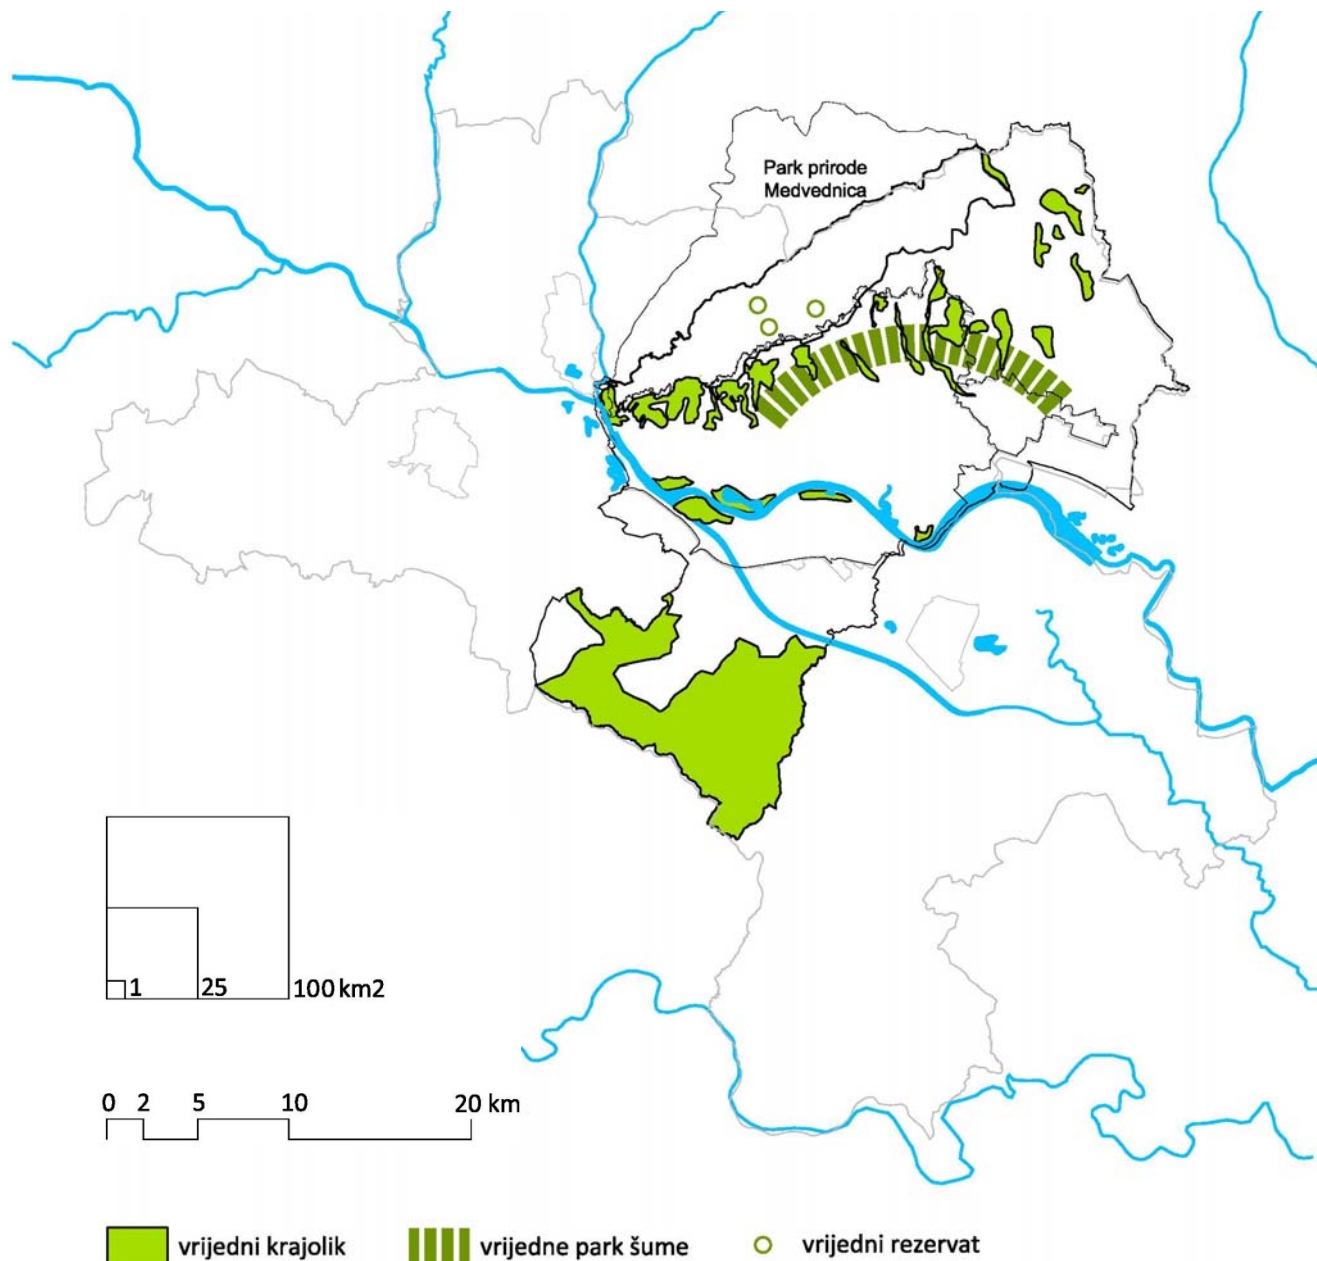 Park prirode
Medvednica
1
25
100 km2
0 2 5 10 20 km
vrijedni krajolik
vrijedne park šume
vrijedni rezervat